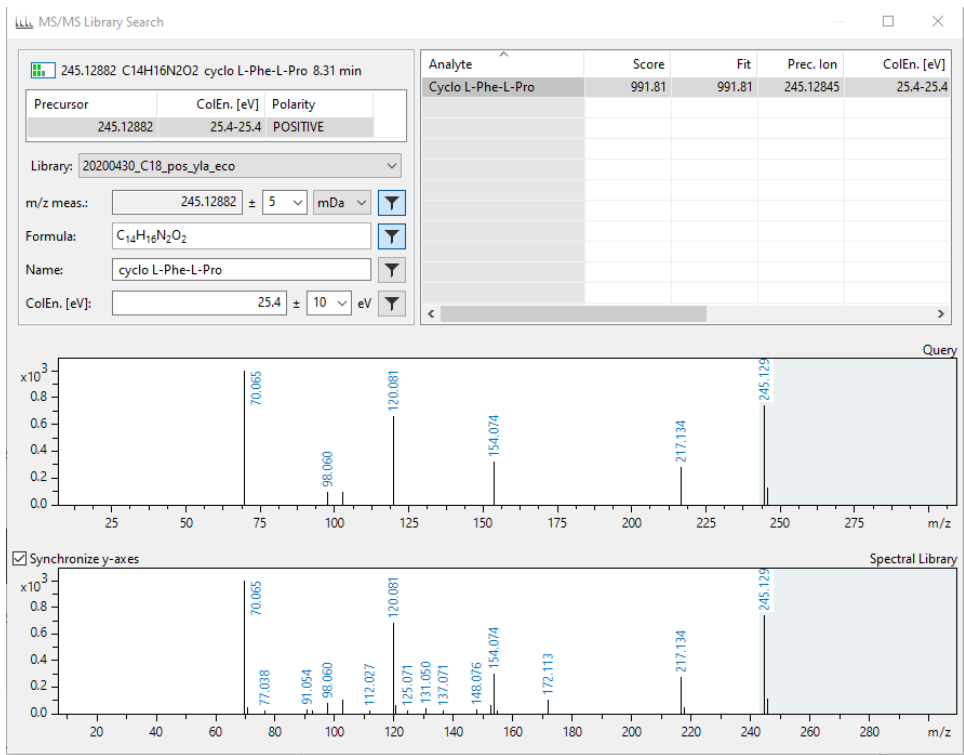 MS/MS Library Search
245.12882 C14H16N2O2 cyclo L-Phe-L-Pro 8.31 min
Precursor ColEn. [eV] Polarity
245.12882 25.4-25.4 POSITIVE
Library: 20200430_C18_pos_yla_eco
m/z meas.: 245.12882 ± 5 mDa
Formula: C₁₄H₁₆N₂O₂
Name: cyclo L-Phe-L-Pro
ColEn. [eV]: 25.4 ± 10 eV
Analyte Score Fit Prec. Ion ColEn. [eV]
Cyclo L-Phe-L-Pro 991.81 991.81 245.12845 25.4-25.4
Query
x10³
0.8
0.6
0.4
0.2
0.0
70.065
98.060
120.081
154.074
217.134
245.129
25 50 75 100 125 150 175 200 225 250 275 m/z
Synchronize y-axes Spectral Library
x10³
0.8
0.6
0.4
0.2
0.0
70.065
77.038
91.054
98.060
112.027
120.081
125.071
131.050
137.071
148.076
154.074
172.113
217.134
245.129
20 40 60 80 100 120 140 160 180 200 220 240 260 280 m/z